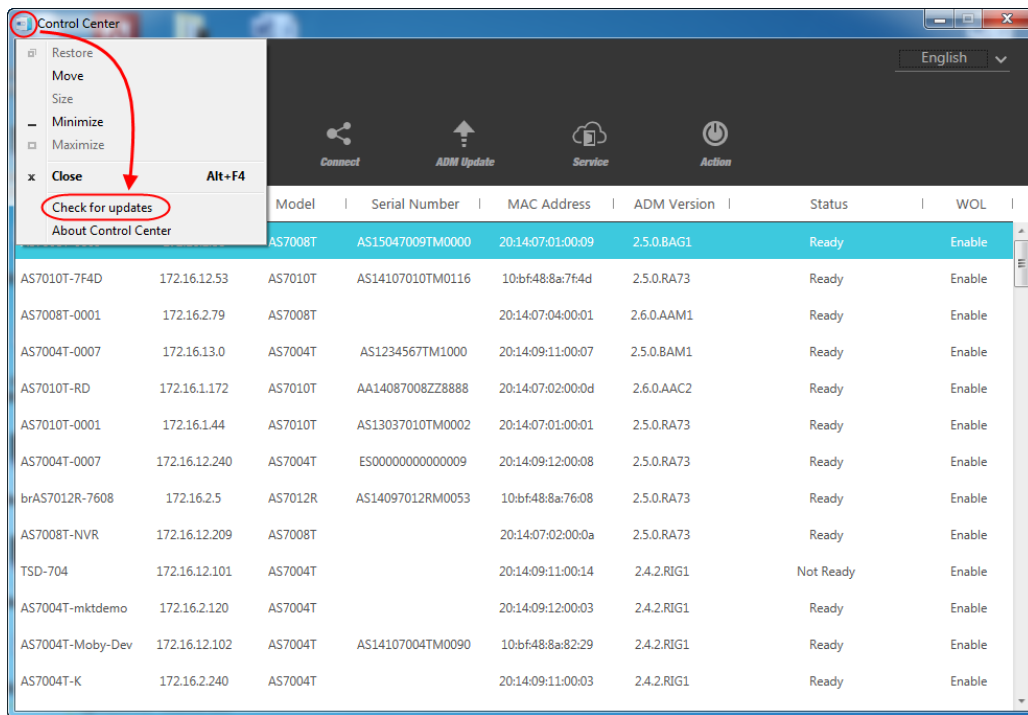 Control Center
Restore
Move
Size
Minimize
Maximize
x Close Alt+F4
Check for updates
About Control Center
English
Connect ADM Update Service Action
Model Serial Number MAC Address ADM Version Status WOL
AS7008T AS15047009TM0000 20:14:07:01:00:09 2.5.0.BAG1 Ready Enable
AS7010T-7F4D 172.16.12.53 AS7010T AS14107010TM0116 10:bf:48:8a:7f:4d 2.5.0.RA73 Ready Enable
AS7008T-0001 172.16.2.79 AS7008T 20:14:07:04:00:01 2.6.0.AAM1 Ready Enable
AS7004T-0007 172.16.13.0 AS7004T AS1234567TM1000 20:14:09:11:00:07 2.5.0.BAM1 Ready Enable
AS7010T-RD 172.16.1.172 AS7010T AA14087008ZZ8888 20:14:07:02:00:0d 2.6.0.AAC2 Ready Enable
AS7010T-0001 172.16.1.44 AS7010T AS13037010TM0002 20:14:07:01:00:01 2.5.0.RA73 Ready Enable
AS7004T-0007 172.16.12.240 AS7004T ES00000000000009 20:14:09:12:00:08 2.5.0.RA73 Ready Enable
brAS7012R-7608 172.16.2.5 AS7012R AS14097012RM0053 10:bf:48:8a:76:08 2.5.0.RA73 Ready Enable
AS7008T-NVR 172.16.12.209 AS7008T 20:14:07:02:00:0a 2.5.0.RA73 Ready Enable
TSD-704 172.16.12.101 AS7004T 20:14:09:11:00:14 2.4.2.RIG1 Not Ready Enable
AS7004T-mktdemo 172.16.2.120 AS7004T 20:14:09:12:00:03 2.4.2.RIG1 Ready Enable
AS7004T-Moby-Dev 172.16.12.102 AS7004T AS14107004TM0090 10:bf:48:8a:82:29 2.4.2.RIG1 Ready Enable
AS7004T-K 172.16.2.240 AS7004T 20:14:09:11:00:03 2.4.2.RIG1 Ready Enable